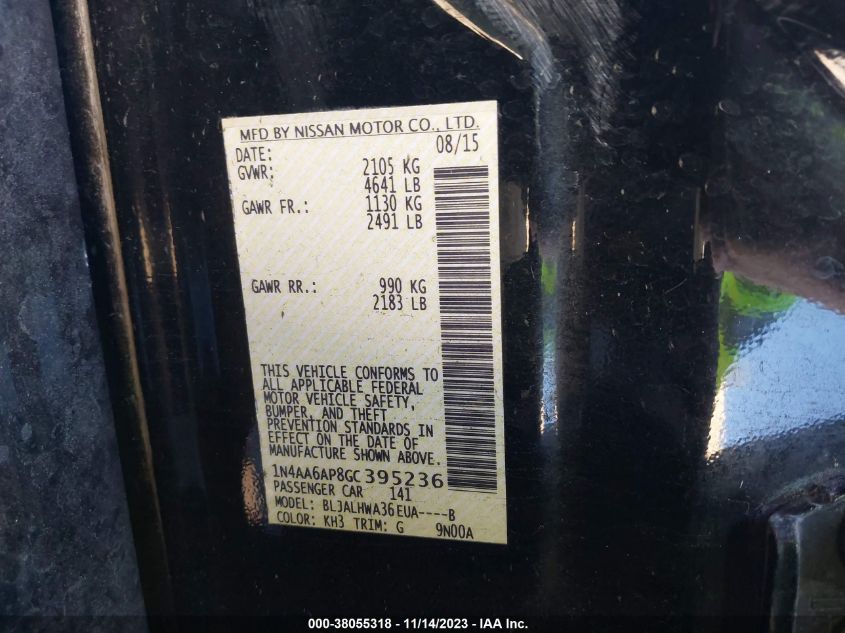 MFD BY NISSAN MOTOR CO., LTD.
DATE: 08/15
GVWR: 2105 KG
4641 LB
GAWR FR.: 1130 KG
2491 LB
GAWR RR.: 990 KG
2183 LB
THIS VEHICLE CONFORMS TO
ALL APPLICABLE FEDERAL
MOTOR VEHICLE SAFETY,
BUMPER, AND THEFT
PREVENTION STANDARDS IN
EFFECT ON THE DATE OF
MANUFACTURE SHOWN ABOVE.
1N4AA6AP8GC395236
PASSENGER CAR 141
MODEL: BLJALHWA36EUA----B
COLOR: KH3 TRIM: G 9N00A
000-38055318 - 11/14/2023 - IAA Inc.